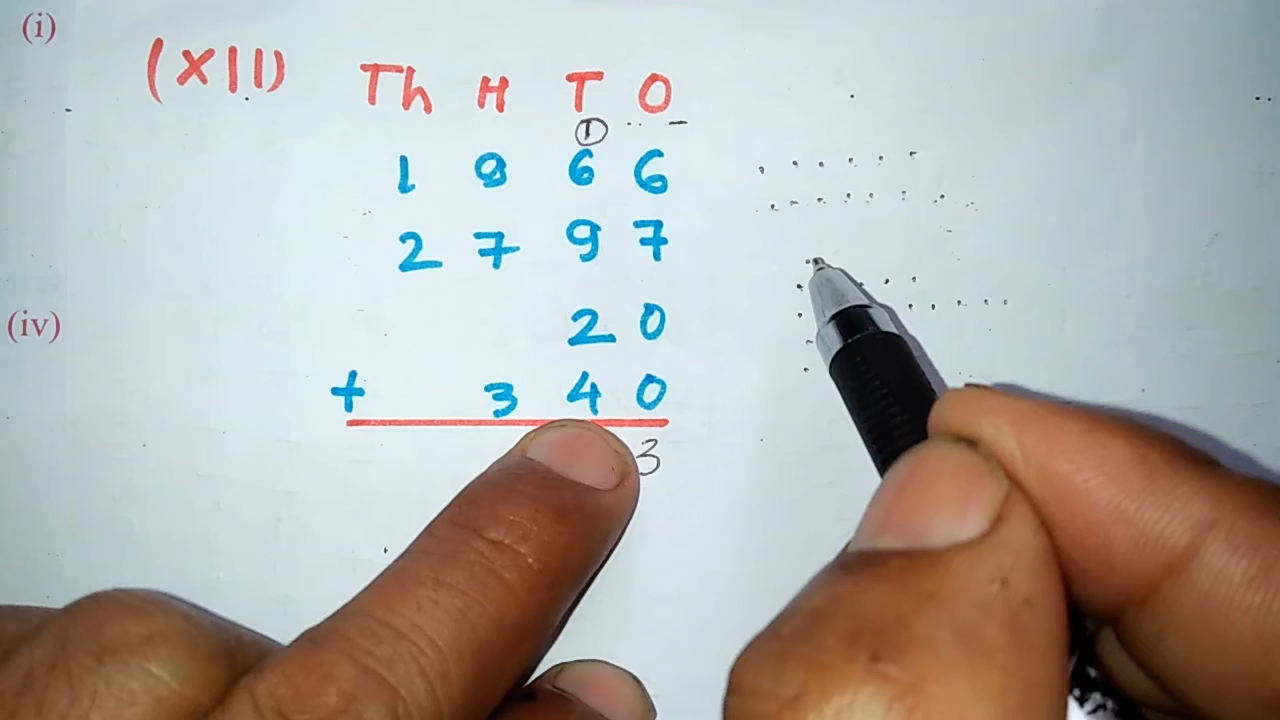 (i)
(XII) Th H T O
①
1 8 6 6
2 7 9 7
(iv)
2 0
+ 3 4 0
3